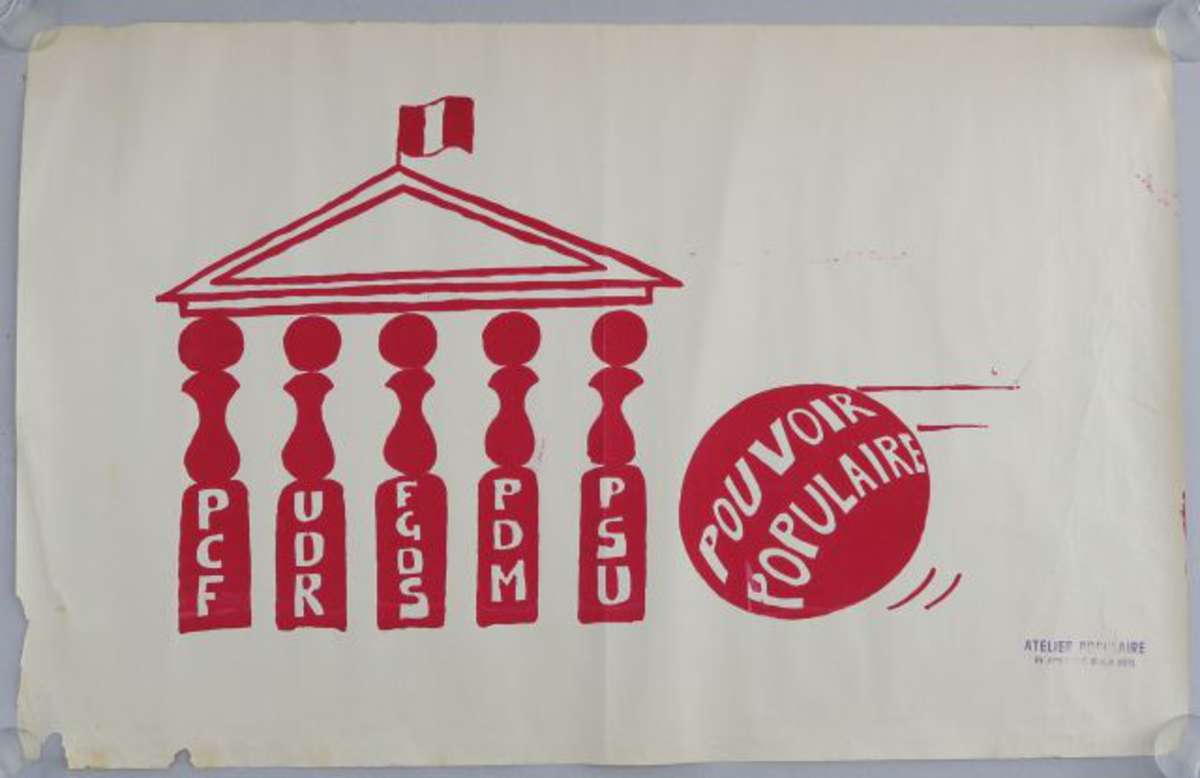 PCF
UDR
FGDS
PDM
PSU
POUVOIR
POPULAIRE
ATELIER POPULAIRE